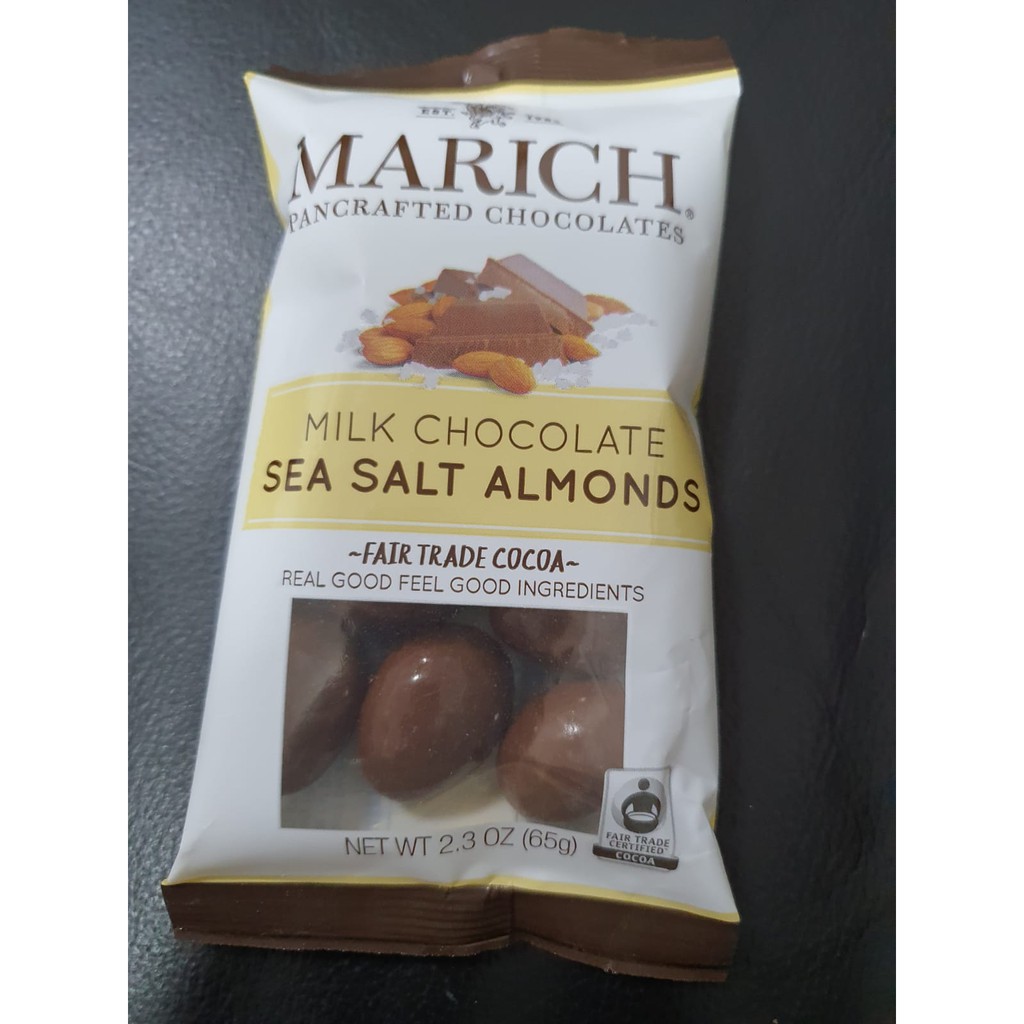 EST.
MARICH®
PANCRAFTED CHOCOLATES
MILK CHOCOLATE
SEA SALT ALMONDS
~FAIR TRADE COCOA~
REAL GOOD FEEL GOOD INGREDIENTS
NET WT 2.3 OZ (65g)
FAIR TRADE
CERTIFIED
COCOA